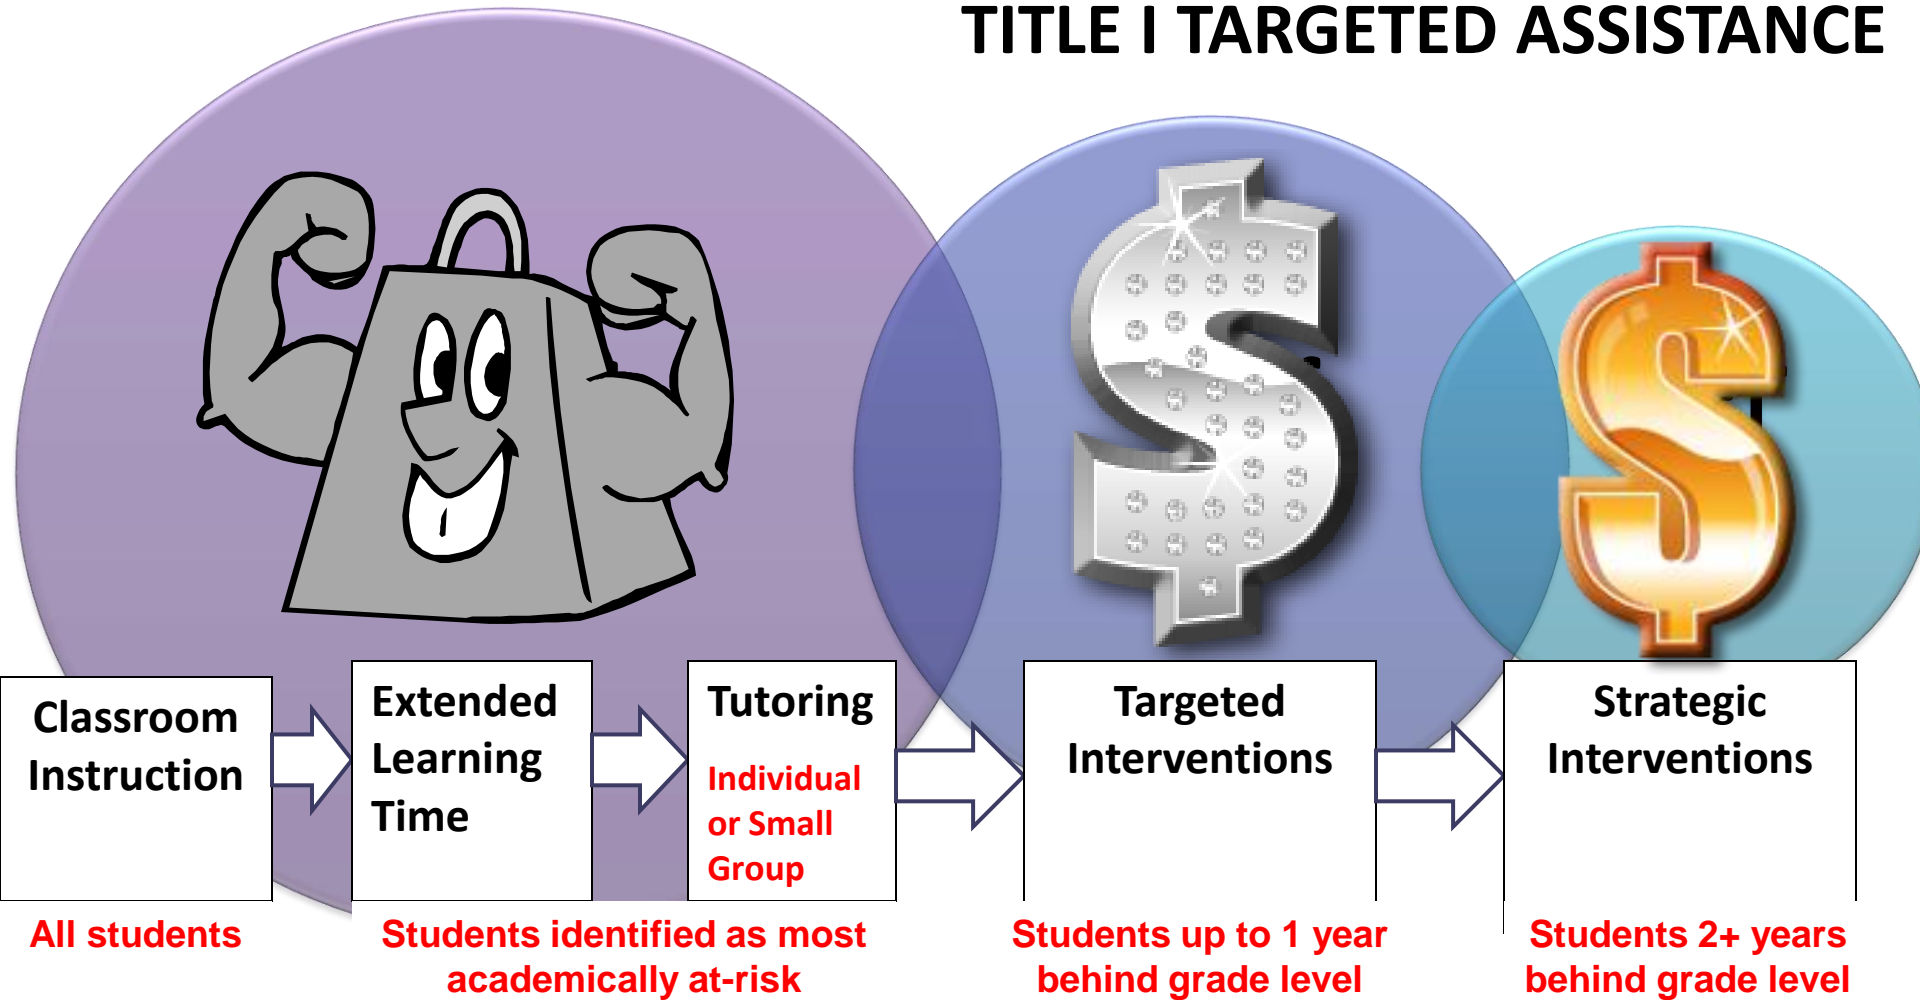 TITLE I TARGETED ASSISTANCE
Classroom
Instruction
Extended
Learning
Time
Tutoring
Individual
or Small
Group
Targeted
Interventions
Strategic
Interventions
All students
Students identified as most
academically at-risk
Students up to 1 year
behind grade level
Students 2+ years
behind grade level